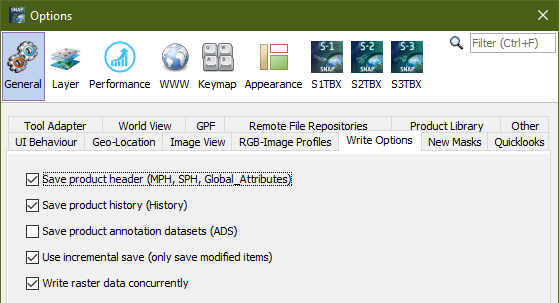 SNAP Options
Filter (Ctrl+F)
S-1 S-2 S-3
SNAP SNAP SNAP
General Layer Performance WWW Keymap Appearance S1TBX S2TBX S3TBX
Tool Adapter World View GPF Remote File Repositories Product Library Other
UI Behaviour Geo-Location Image View RGB-Image Profiles Write Options New Masks Quicklooks
Save product header (MPH, SPH, Global_Attributes)
Save product history (History)
Save product annotation datasets (ADS)
Use incremental save (only save modified items)
Write raster data concurrently